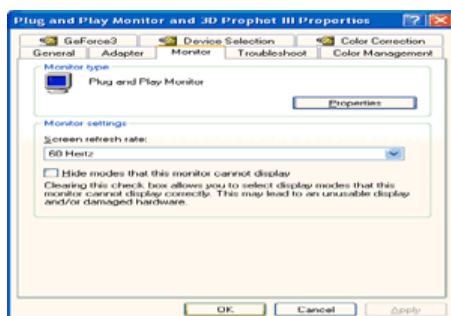 Plug and Play Monitor and 3D Prophet III Properties
GeForce3 Device Selection Color Correction
General Adapter Monitor Troubleshoot Color Management
Monitor type
Plug and Play Monitor
Properties
Monitor settings
Screen refresh rate:
60 Hertz
Hide modes that this monitor cannot display
Clearing this check box allows you to select display modes that this
monitor cannot display correctly. This may lead to an unusable display
and/or damaged hardware.
OK Cancel Apply